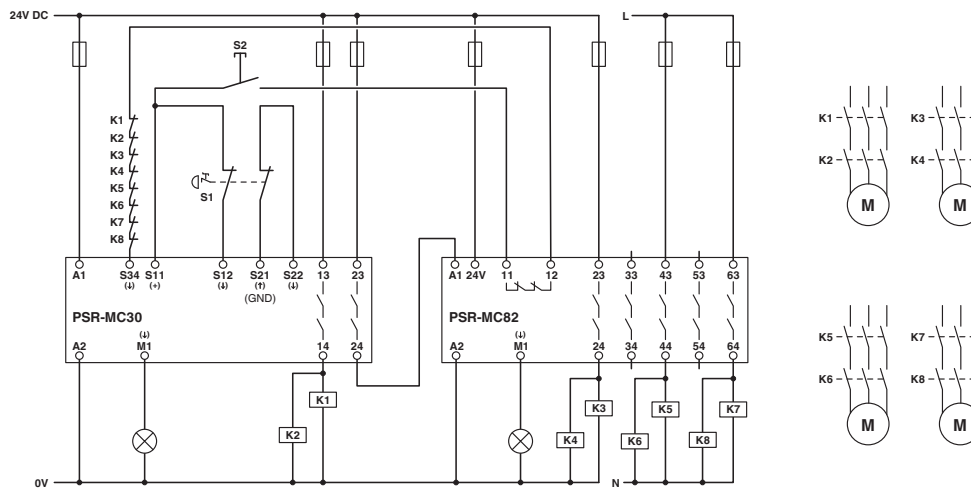 24V DC
L
S2
K1
K2
K3
K4
K5
K6
K7
K8
S1
K1
K2
K3
K4
M
M
A1
S34
(↓)
S11
(+)
S12
(↓)
S21
(↑)
(GND)
S22
(↓)
13
23
A1
24V
11
12
23
33
43
53
63
PSR-MC30
PSR-MC82
A2
(↓)
M1
14
24
A2
(↓)
M1
24
34
44
54
64
K1
K2
K3
K4
K5
K6
K7
K8
K5
K6
K7
K8
M
M
0V
N